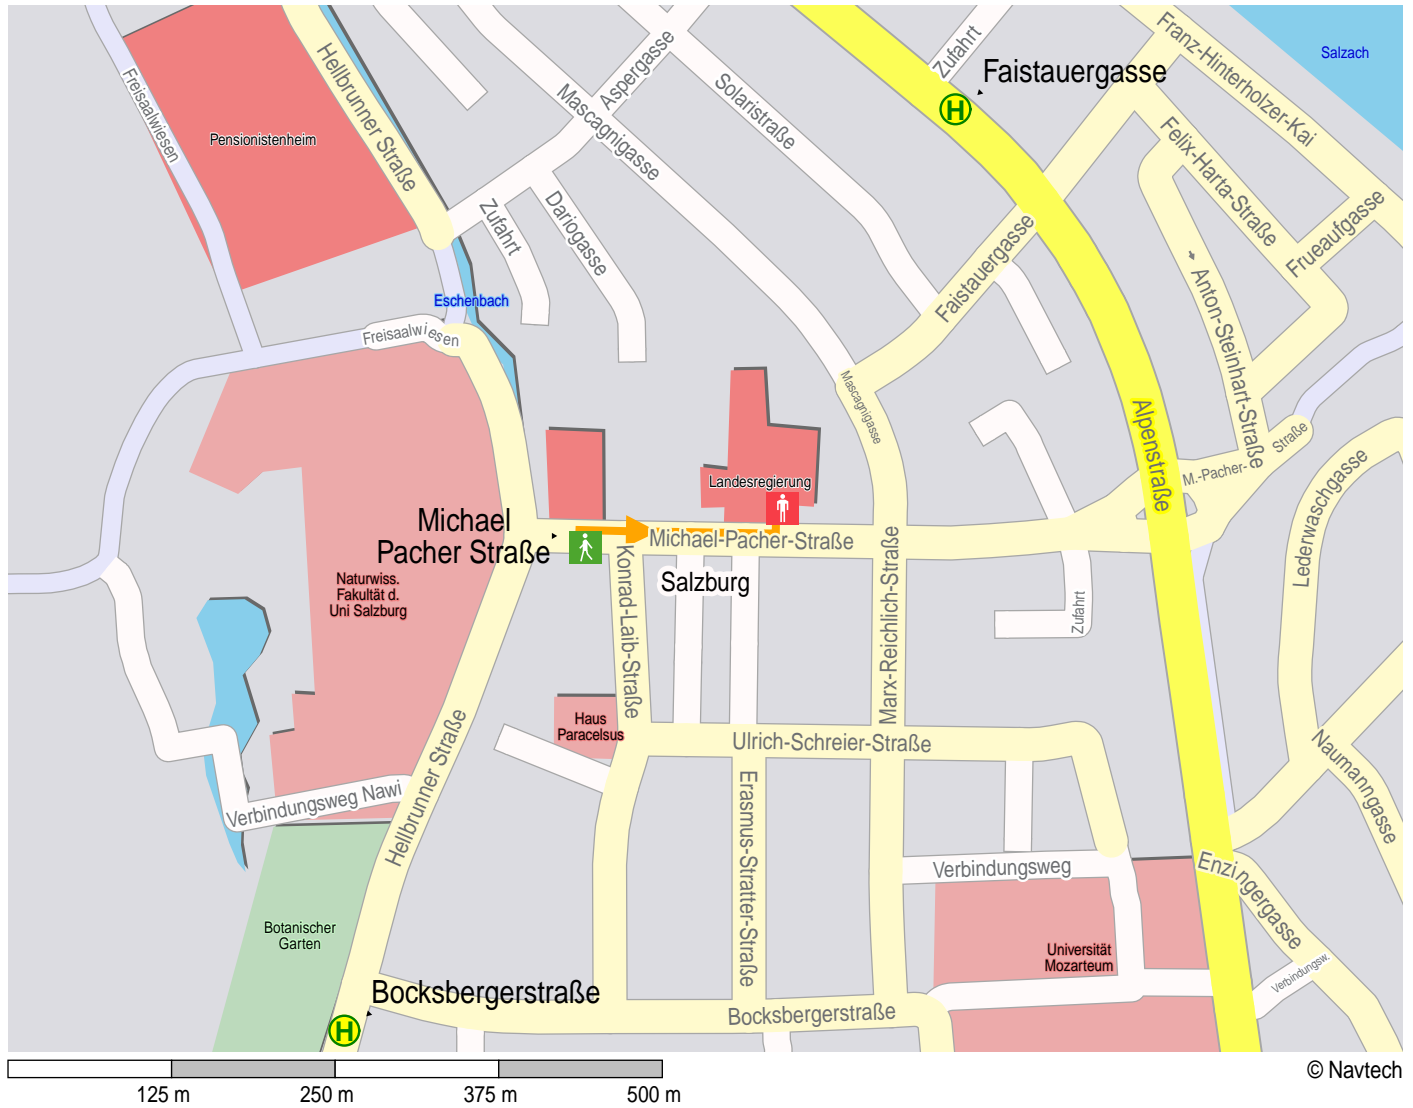 Zufahrt
Franz-Hinterholzer-Kai
Salzach
Hellbrunner Straße
Aspergasse
Faistauergasse
Freisaalwiesen
Mascagnigasse
Solaristraße
H
Pensionistenheim
Felix-Harta-Straße
Zufahrt
Dariogasse
Frueaufgasse
Faistauergasse
Anton-Steinhart-Straße
Eschenbach
Freisaalwiesen
Mascagnigasse
Alpenstraße
Straße
M.-Pacher-
Lederwaschgasse
Landesregierung
Michael
Pacher Straße
Michael-Pacher-Straße
Konrad-Laib-Straße
Salzburg
Naturwiss.
Fakultät d.
Uni Salzburg
Marx-Reichlich-Straße
Zufahrt
Haus
Paracelsus
Ulrich-Schreier-Straße
Hellbrunner Straße
Naumanngasse
Verbindungsweg Nawi
Erasmus-Stratter-Straße
Verbindungsweg
Enzingergasse
Botanischer
Garten
Universität
Mozarteum
Verbindungsw.
Bocksbergerstraße
H
Bocksbergerstraße
© Navtech
125 m
250 m
375 m
500 m